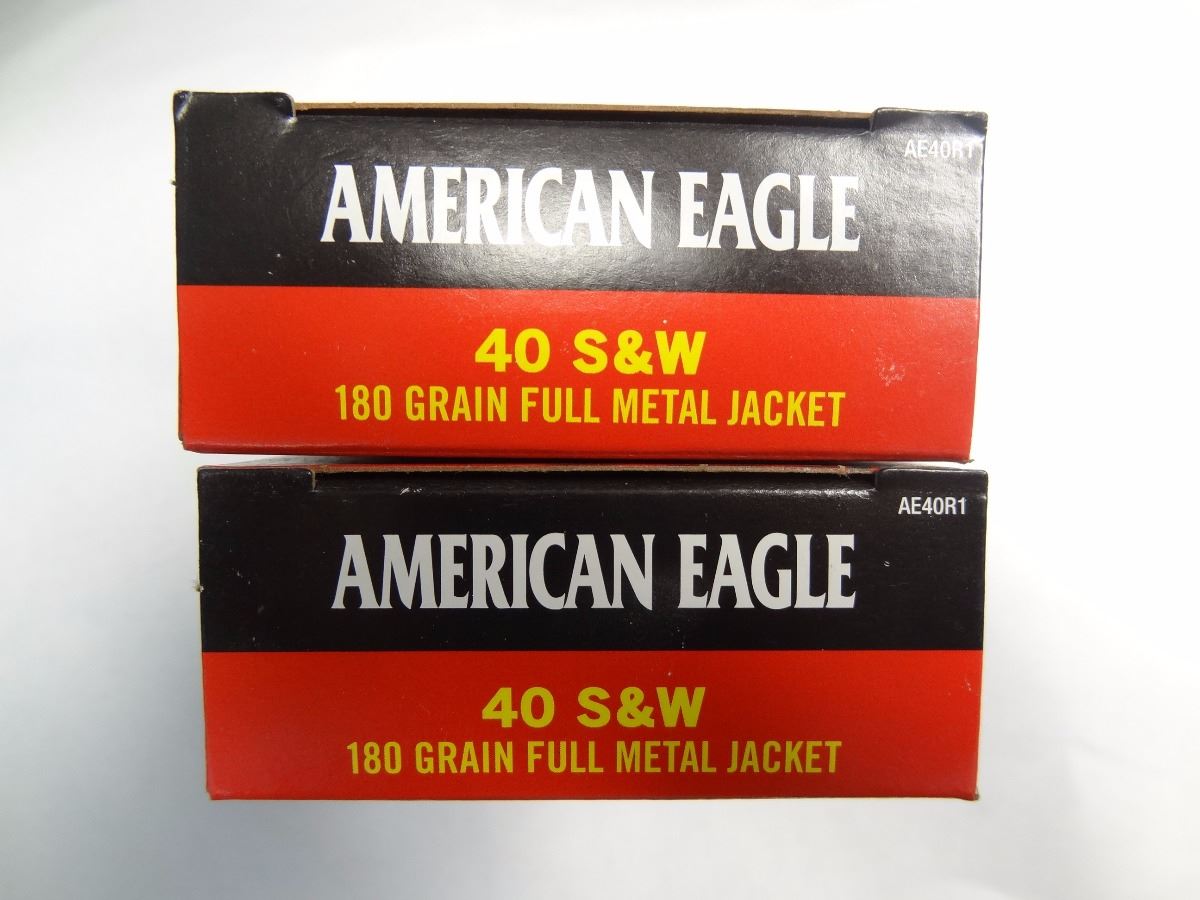 AE40R1
AMERICAN EAGLE
40 S&W
180 GRAIN FULL METAL JACKET
AE40R1
AMERICAN EAGLE
40 S&W
180 GRAIN FULL METAL JACKET